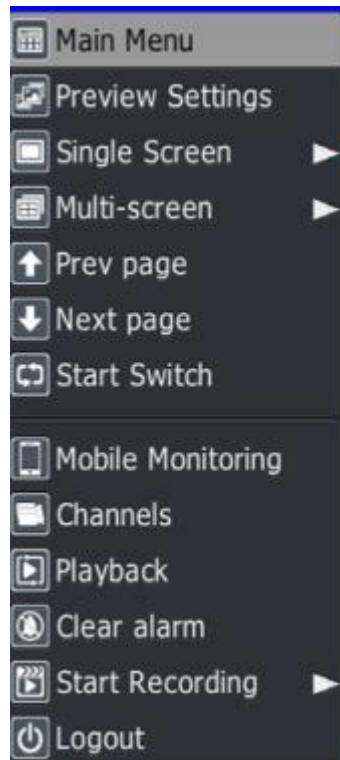 Main Menu
Preview Settings
Single Screen
Multi-screen
Prev page
Next page
Start Switch
Mobile Monitoring
Channels
Playback
Clear alarm
Start Recording
Logout